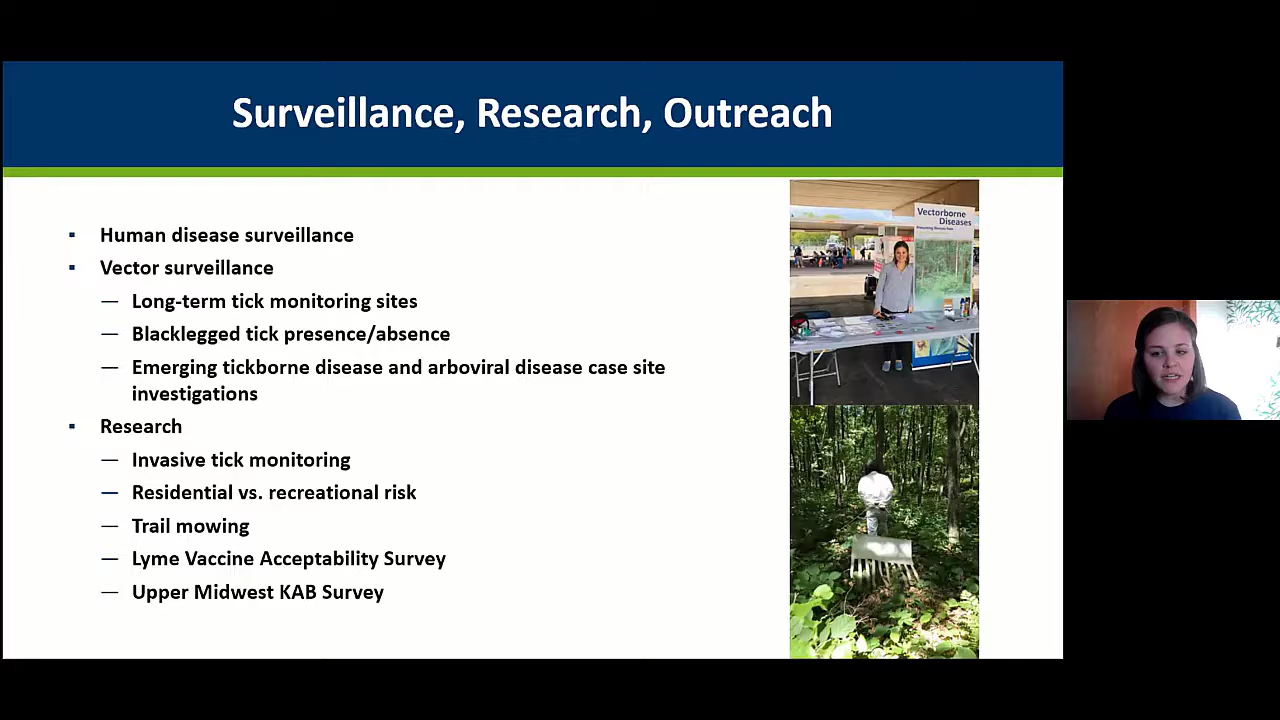 Surveillance, Research, Outreach
▪ Human disease surveillance
▪ Vector surveillance
— Long-term tick monitoring sites
— Blacklegged tick presence/absence
— Emerging tickborne disease and arboviral disease case site
investigations
▪ Research
— Invasive tick monitoring
— Residential vs. recreational risk
— Trail mowing
— Lyme Vaccine Acceptability Survey
— Upper Midwest KAB Survey
Vectorborne
Diseases